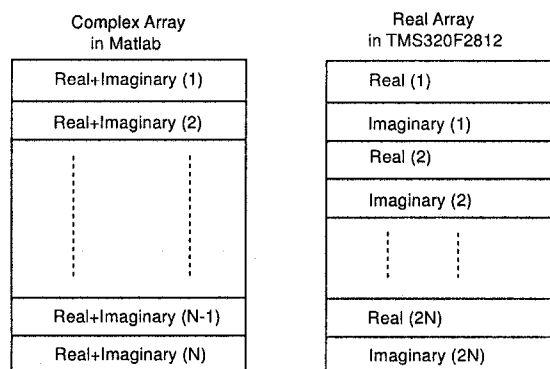 Complex Array
in Matlab
Real+Imaginary (1)
Real+Imaginary (2)
Real+Imaginary (N-1)
Real+Imaginary (N)
Real Array
in TMS320F2812
Real (1)
Imaginary (1)
Real (2)
Imaginary (2)
Real (2N)
Imaginary (2N)